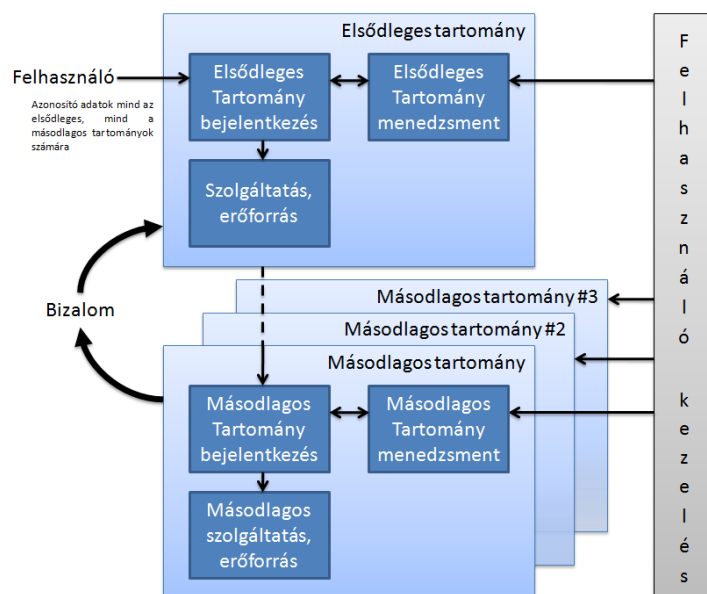 Elsődleges tartomány
Felhasználó
Azonosító adatok mind az
elsődleges, mind a
másodlagos tartományok
számára
Elsődleges
Tartomány
bejelentkezés
Elsődleges
Tartomány
menedzsment
Szolgáltatás,
erőforrás
Bizalom
Másodlagos tartomány #3
Másodlagos tartomány #2
Másodlagos tartomány
Másodlagos
Tartomány
bejelentkezés
Másodlagos
Tartomány
menedzsment
Másodlagos
szolgáltatás,
erőforrás
Felhasználó kezelés